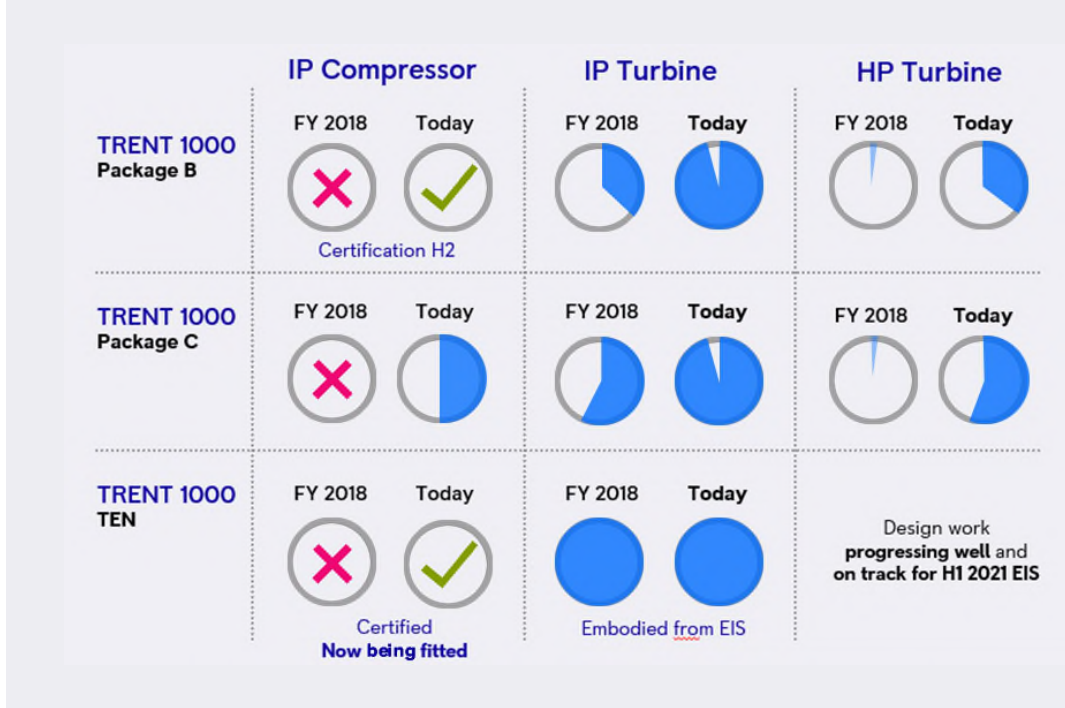 IP Compressor
IP Turbine
HP Turbine
TRENT 1000
Package B
FY 2018
Today
Certification H2
FY 2018
Today
FY 2018
Today
TRENT 1000
Package C
FY 2018
Today
FY 2018
Today
FY 2018
Today
TRENT 1000
TEN
FY 2018
Today
Certified
Now being fitted
FY 2018
Today
Embodied from EIS
Design work
progressing well and
on track for H1 2021 EIS